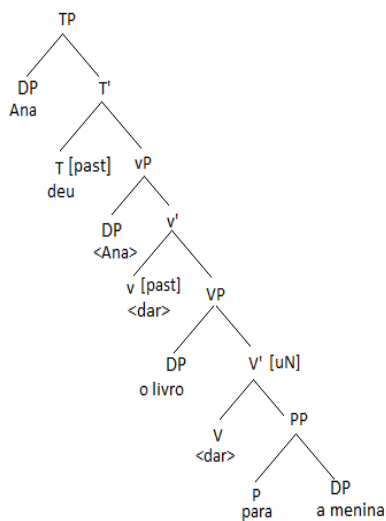 TP
DP T'
Ana
T [past] vP
deu
DP v'
<Ana>
v [past] VP
<dar>
DP V' [uN]
o livro
V PP
<dar>
P DP
para a menina